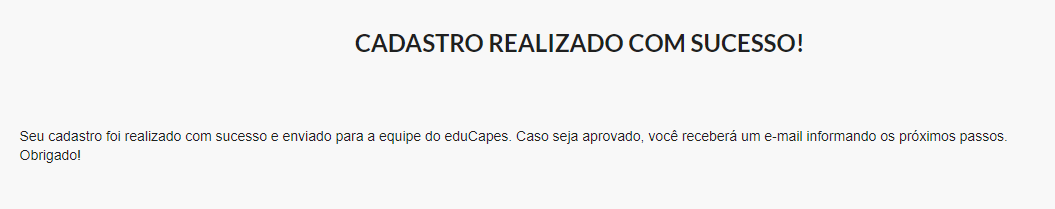 CADASTRO REALIZADO COM SUCESSO!
Seu cadastro foi realizado com sucesso e enviado para a equipe do eduCapes. Caso seja aprovado, você receberá um e-mail informando os próximos passos.
Obrigado!